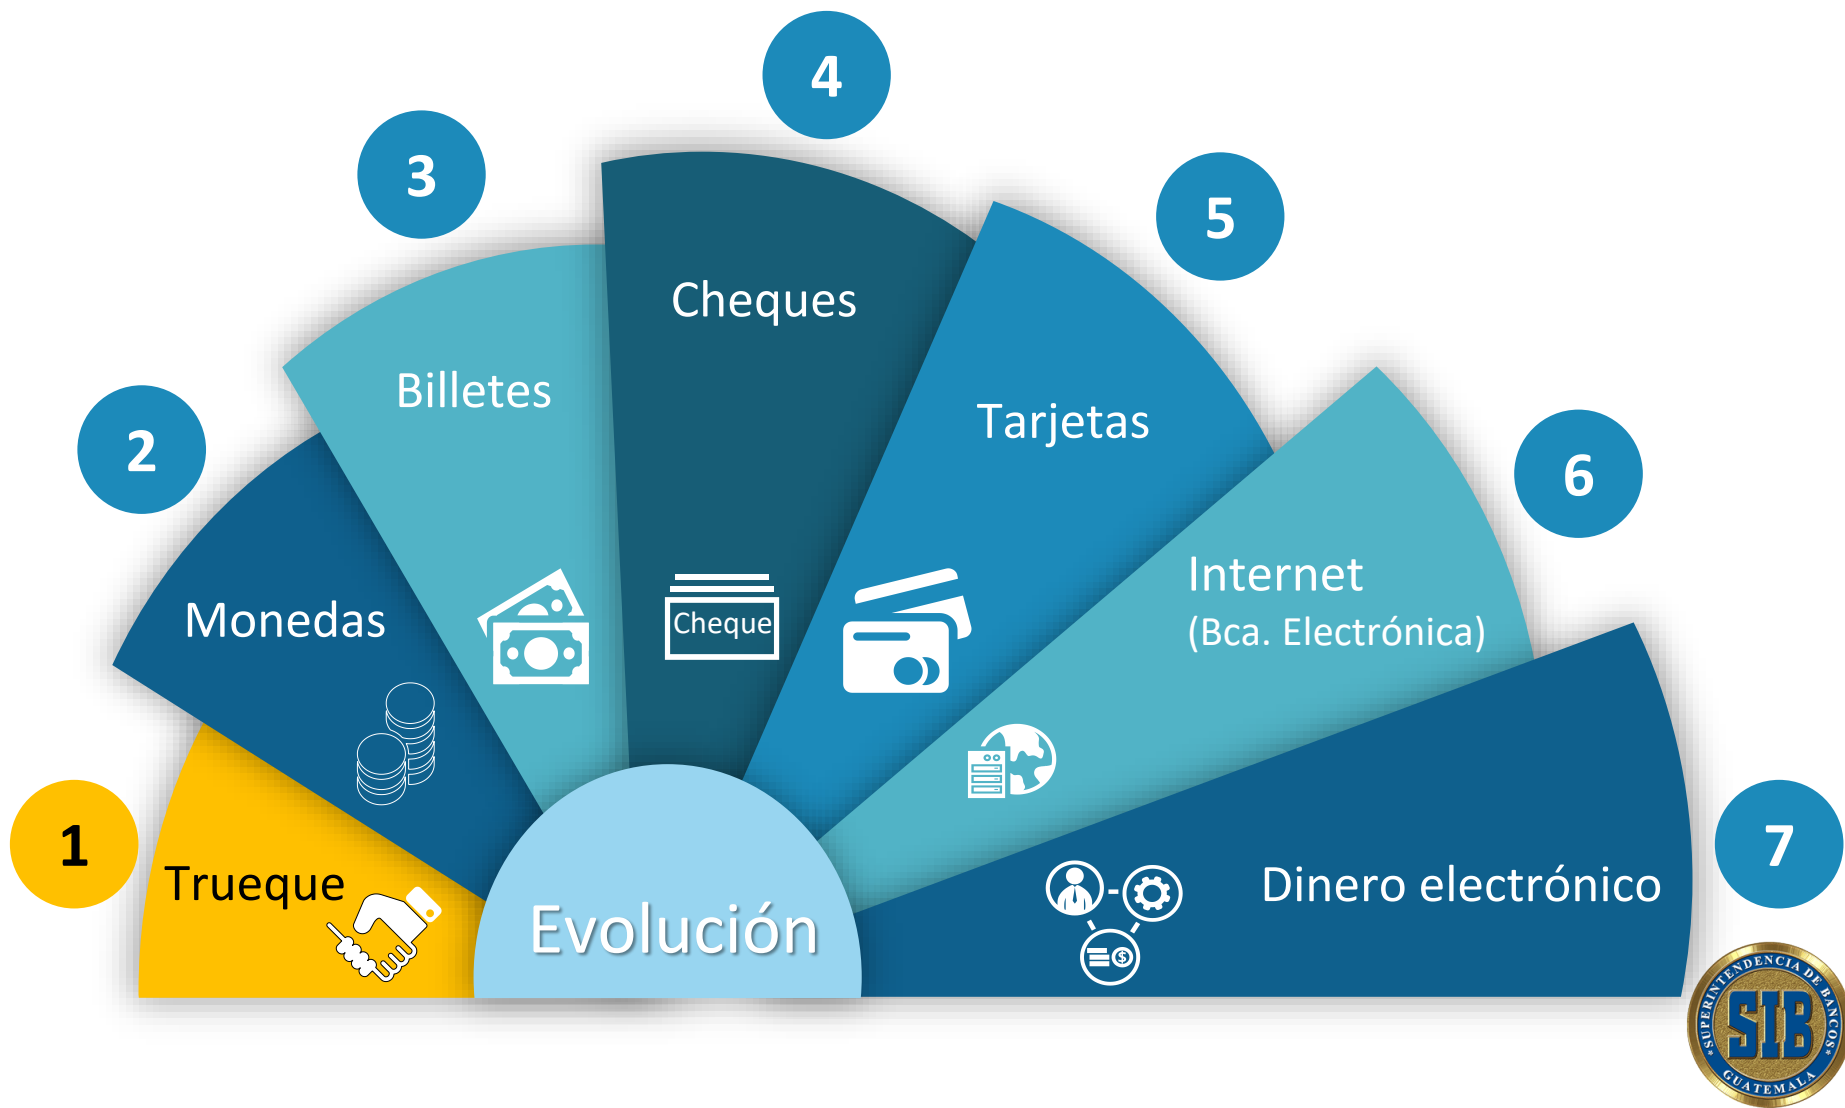 1
Trueque
2
Monedas
3
Billetes
4
Cheques
Cheque
5
Tarjetas
6
Internet
(Bca. Electrónica)
7
Dinero electrónico
$
Evolución
SUPERINTENDENCIA DE BANCOS
SIB
GUATEMALA